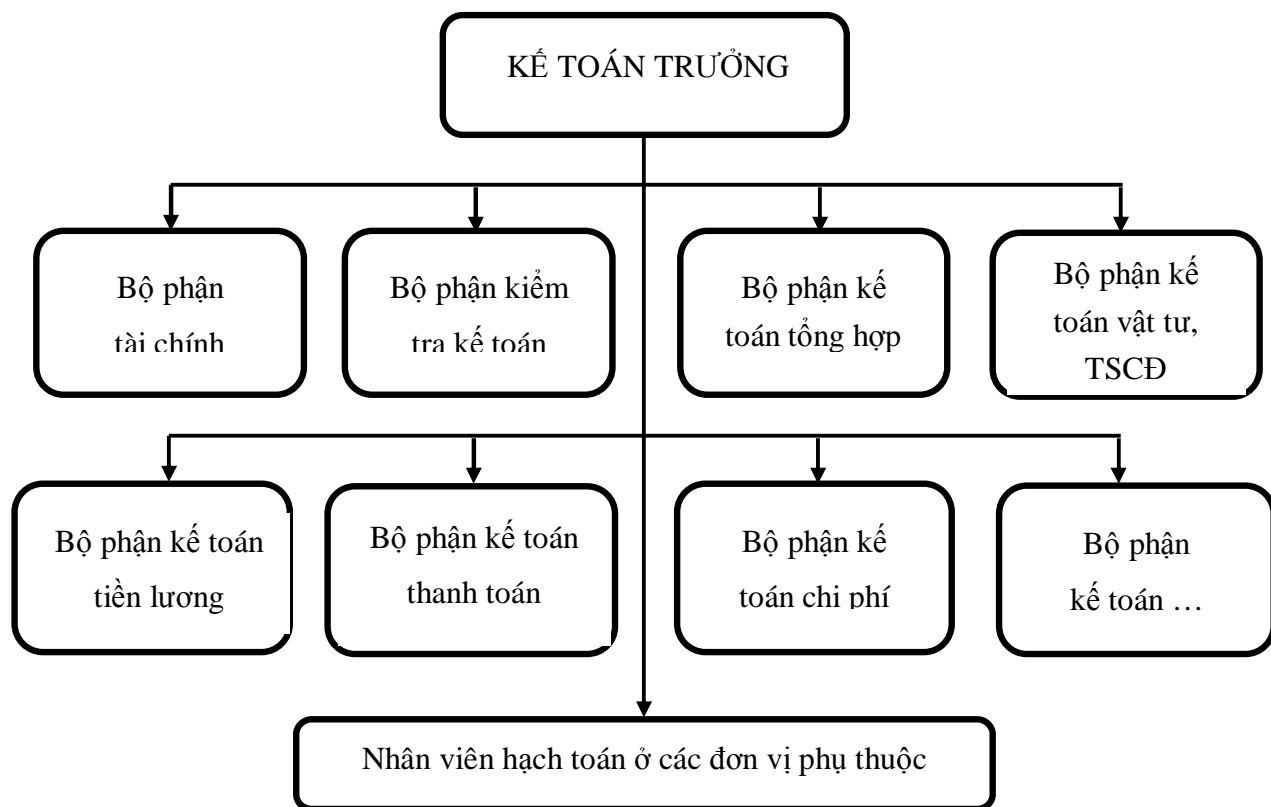 KẾ TOÁN TRƯỞNG
Bộ phận
tài chính
Bộ phận kiểm
tra kế toán
Bộ phận kế
toán tổng hợp
Bộ phận kế
toán vật tư,
TSCĐ
Bộ phận kế toán
tiền lương
Bộ phận kế toán
thanh toán
Bộ phận kế
toán chi phí
Bộ phận
kế toán …
Nhân viên hạch toán ở các đơn vị phụ thuộc